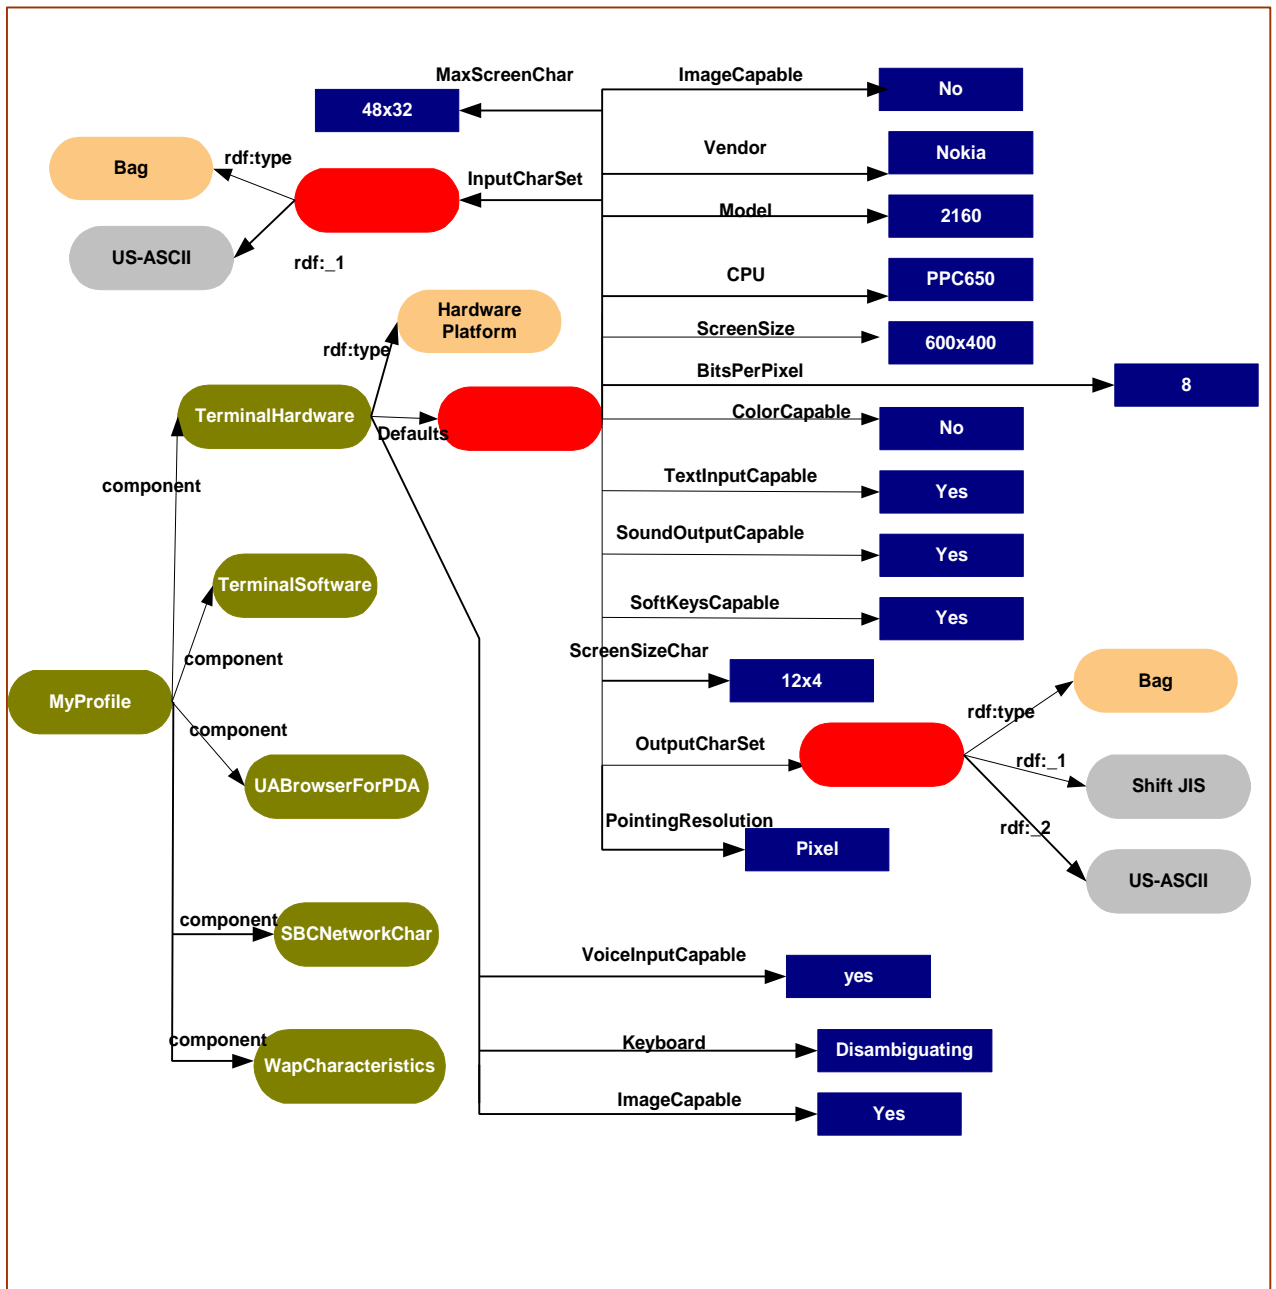 MaxScreenChar
ImageCapable
48x32
No
Bag
rdf:type
Vendor
Nokia
InputCharSet
Model
2160
US-ASCII
rdf:_1
CPU
PPC650
Hardware
Platform
rdf:type
ScreenSize
600x400
BitsPerPixel
8
TerminalHardware
Defaults
ColorCapable
No
component
TextInputCapable
Yes
SoundOutputCapable
Yes
TerminalSoftware
SoftKeysCapable
Yes
component
ScreenSizeChar
12x4
Bag
MyProfile
component
rdf:type
OutputCharSet
rdf:_1
UABrowserForPDA
Shift JIS
PointingResolution
rdf:_2
Pixel
US-ASCII
component
SBCNetworkChar
VoiceInputCapable
yes
component
WapCharacteristics
Keyboard
Disambiguating
ImageCapable
Yes